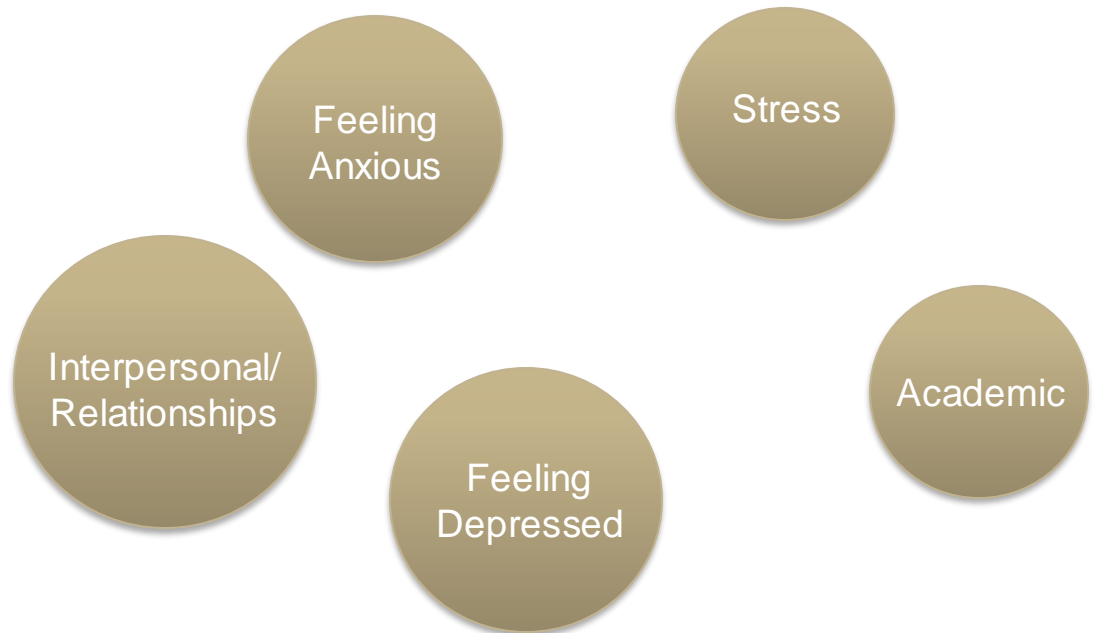 Feeling
Anxious
Stress
Interpersonal/
Relationships
Academic
Feeling
Depressed